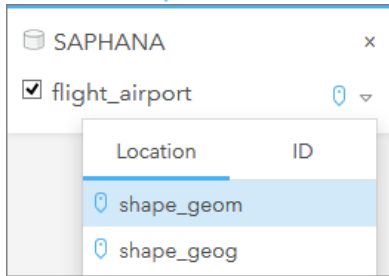 SAPHANA ×
flight_airport
Location ID
shape_geom
shape_geog